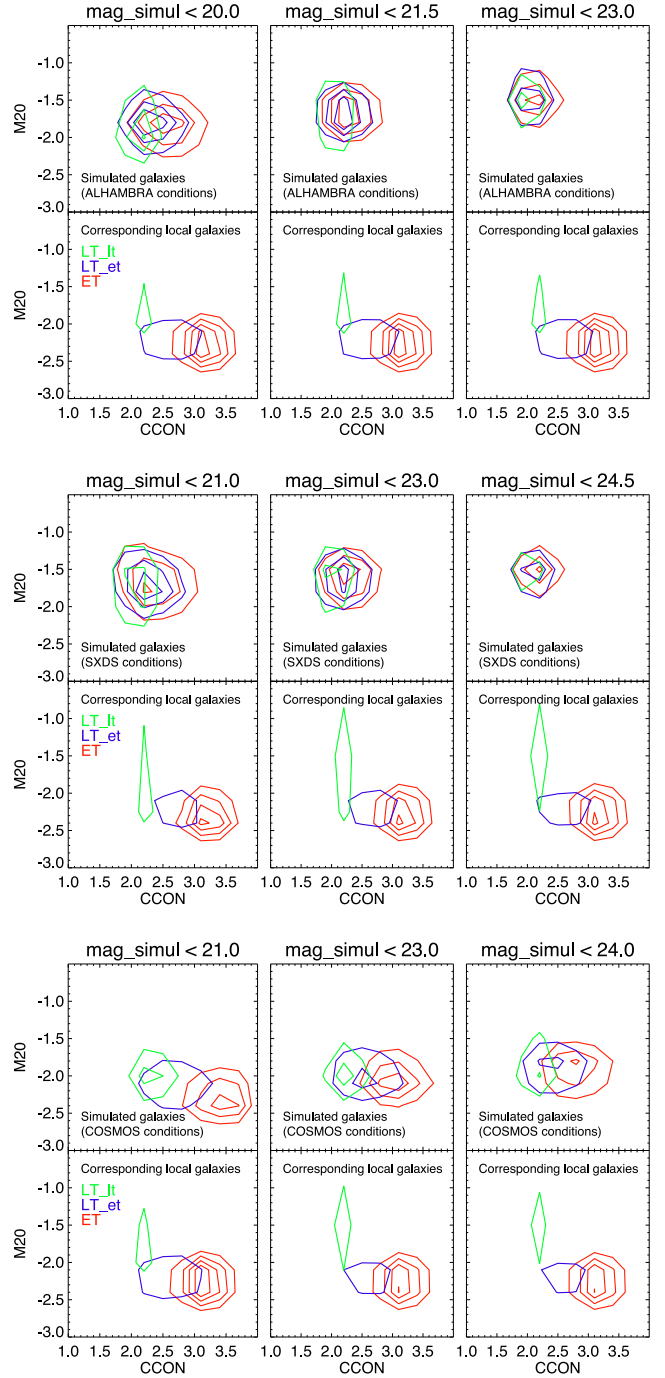 mag_simul < 20.0 mag_simul < 21.5 mag_simul < 23.0
-1.0
-1.5
M20
-2.0
-2.5
Simulated galaxies Simulated galaxies Simulated galaxies
(ALHAMBRA conditions) (ALHAMBRA conditions) (ALHAMBRA conditions)
-3.0
Corresponding local galaxies Corresponding local galaxies Corresponding local galaxies
-1.0
LT_lt
LT_et
-1.5
ET
M20
-2.0
-2.5
-3.0
1.0 1.5 2.0 2.5 3.0 3.5 1.0 1.5 2.0 2.5 3.0 3.5 1.0 1.5 2.0 2.5 3.0 3.5
CCON CCON CCON
mag_simul < 21.0 mag_simul < 23.0 mag_simul < 24.5
-1.0
-1.5
M20
-2.0
-2.5
Simulated galaxies Simulated galaxies Simulated galaxies
(SXDS conditions) (SXDS conditions) (SXDS conditions)
-3.0
Corresponding local galaxies Corresponding local galaxies Corresponding local galaxies
-1.0
LT_lt
LT_et
-1.5
ET
M20
-2.0
-2.5
-3.0
1.0 1.5 2.0 2.5 3.0 3.5 1.0 1.5 2.0 2.5 3.0 3.5 1.0 1.5 2.0 2.5 3.0 3.5
CCON CCON CCON
mag_simul < 21.0 mag_simul < 23.0 mag_simul < 24.0
-1.0
-1.5
M20
-2.0
-2.5
Simulated galaxies Simulated galaxies Simulated galaxies
(COSMOS conditions) (COSMOS conditions) (COSMOS conditions)
-3.0
Corresponding local galaxies Corresponding local galaxies Corresponding local galaxies
-1.0
LT_lt
LT_et
-1.5
ET
M20
-2.0
-2.5
-3.0
1.0 1.5 2.0 2.5 3.0 3.5 1.0 1.5 2.0 2.5 3.0 3.5 1.0 1.5 2.0 2.5 3.0 3.5
CCON CCON CCON